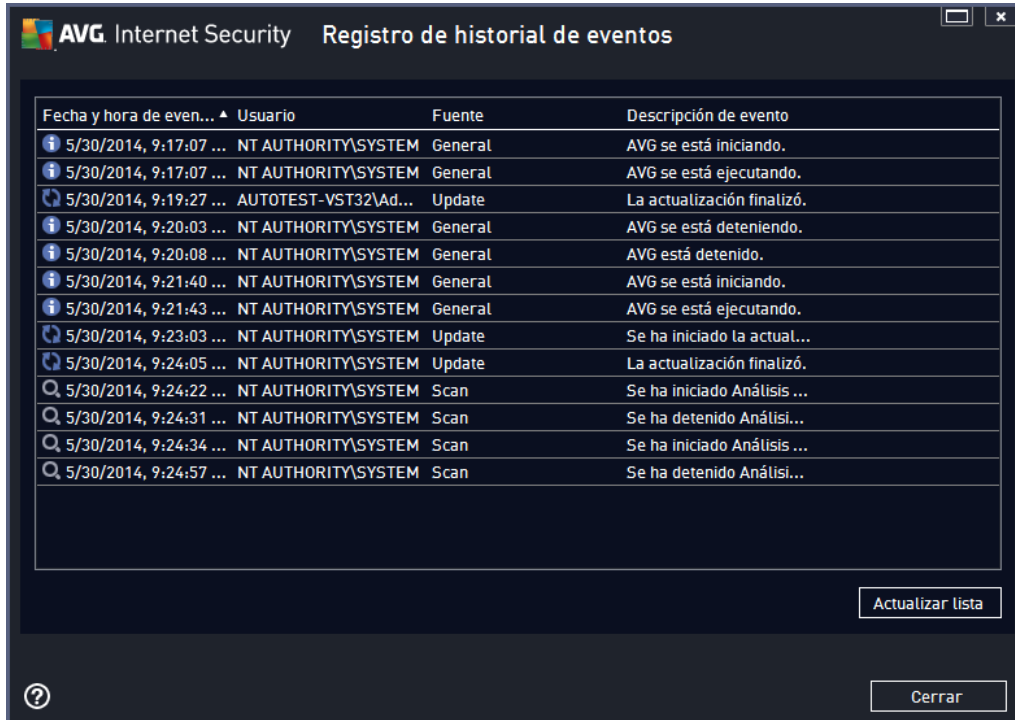 AVG Internet Security Registro de historial de eventos
Fecha y hora de even... Usuario Fuente Descripción de evento
5/30/2014, 9:17:07 ... NT AUTHORITY\SYSTEM General AVG se está iniciando.
5/30/2014, 9:17:07 ... NT AUTHORITY\SYSTEM General AVG se está ejecutando.
5/30/2014, 9:19:27 ... AUTOTEST-VST32\Ad... Update La actualización finalizó.
5/30/2014, 9:20:03 ... NT AUTHORITY\SYSTEM General AVG se está deteniendo.
5/30/2014, 9:20:08 ... NT AUTHORITY\SYSTEM General AVG está detenido.
5/30/2014, 9:21:40 ... NT AUTHORITY\SYSTEM General AVG se está iniciando.
5/30/2014, 9:21:43 ... NT AUTHORITY\SYSTEM General AVG se está ejecutando.
5/30/2014, 9:23:03 ... NT AUTHORITY\SYSTEM Update Se ha iniciado la actual...
5/30/2014, 9:24:05 ... NT AUTHORITY\SYSTEM Update La actualización finalizó.
5/30/2014, 9:24:22 ... NT AUTHORITY\SYSTEM Scan Se ha iniciado Análisis ...
5/30/2014, 9:24:31 ... NT AUTHORITY\SYSTEM Scan Se ha detenido Análisi...
5/30/2014, 9:24:34 ... NT AUTHORITY\SYSTEM Scan Se ha iniciado Análisis ...
5/30/2014, 9:24:57 ... NT AUTHORITY\SYSTEM Scan Se ha detenido Análisi...
Actualizar lista
Cerrar